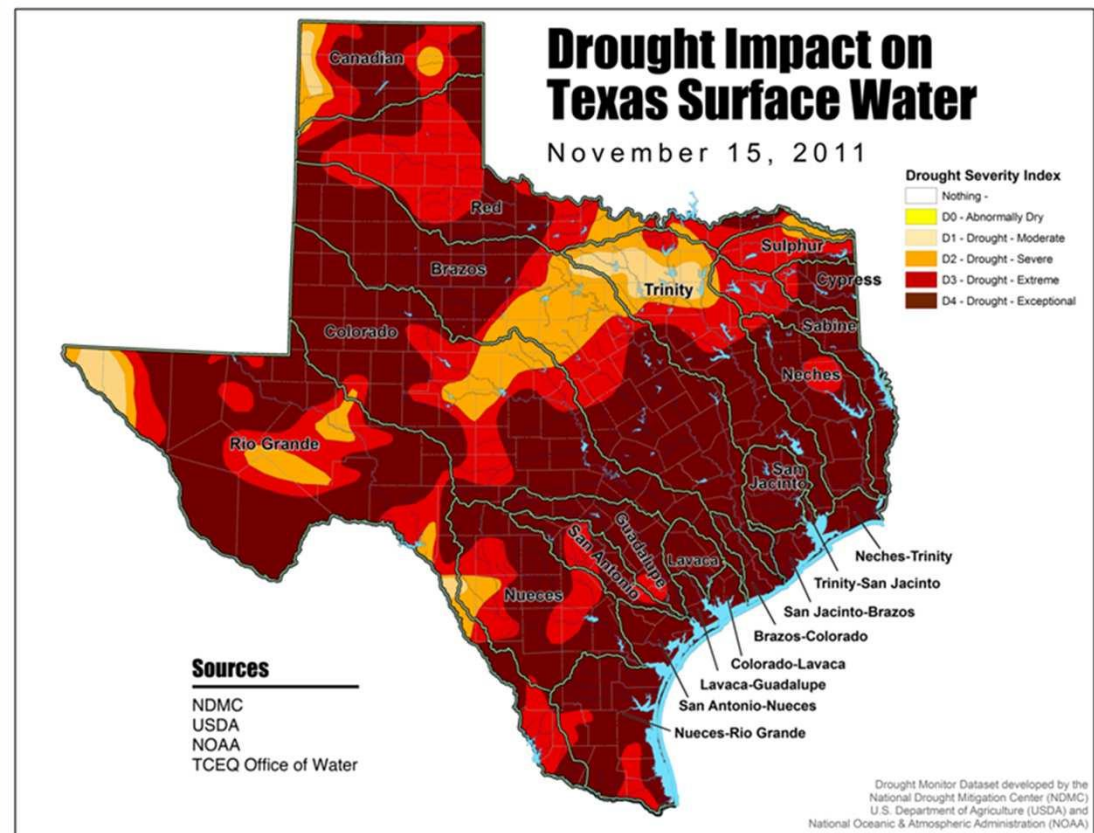 Drought Impact on
Texas Surface Water
November 15, 2011
Drought Severity Index
Nothing -
D0 - Abnormally Dry
D1 - Drought - Moderate
D2 - Drought - Severe
D3 - Drought - Extreme
D4 - Drought - Exceptional
Canadian
Red
Sulphur
Brazos
Cypress
Trinity
Colorado
Sabine
Neches
Rio Grande
San
Jacinto
Guadalupe
San Antonio
Lavaca
Nueces
Neches-Trinity
Trinity-San Jacinto
San Jacinto-Brazos
Brazos-Colorado
Colorado-Lavaca
Lavaca-Guadalupe
San Antonio-Nueces
Nueces-Rio Grande
Sources
NDMC
USDA
NOAA
TCEQ Office of Water
Drought Monitor Dataset developed by the
National Drought Mitigation Center (NDMC)
U.S. Department of Agriculture (USDA) and
National Oceanic & Atmospheric Administration (NOAA)